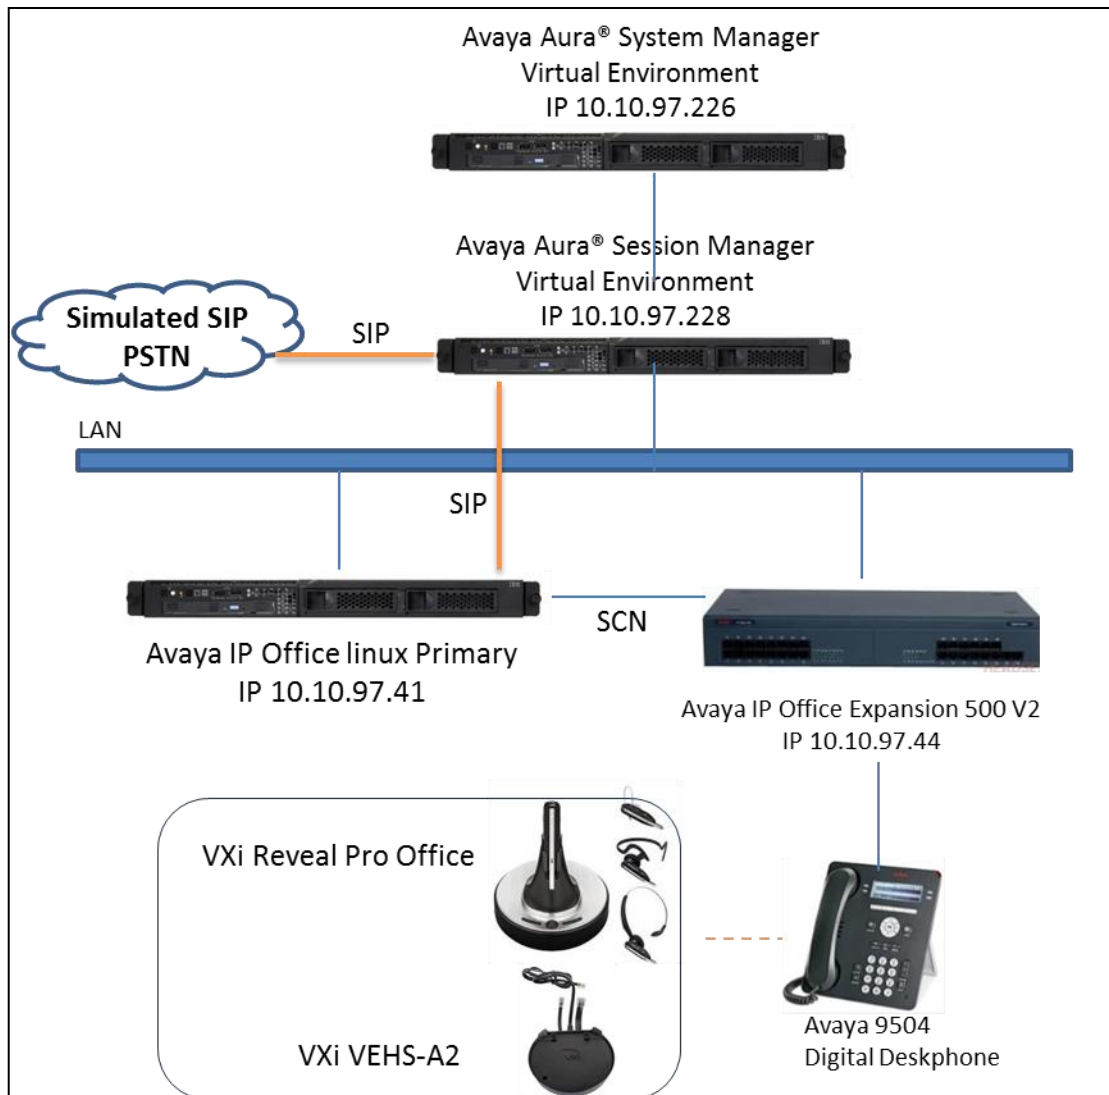 Avaya Aura® System Manager
Virtual Environment
IP 10.10.97.226
Avaya Aura® Session Manager
Virtual Environment
IP 10.10.97.228
Simulated SIP
PSTN
SIP
LAN
SIP
SCN
Avaya IP Office linux Primary
IP 10.10.97.41
Avaya IP Office Expansion 500 V2
IP 10.10.97.44
VXi Reveal Pro Office
VXi VEHS-A2
Avaya 9504
Digital Deskphone